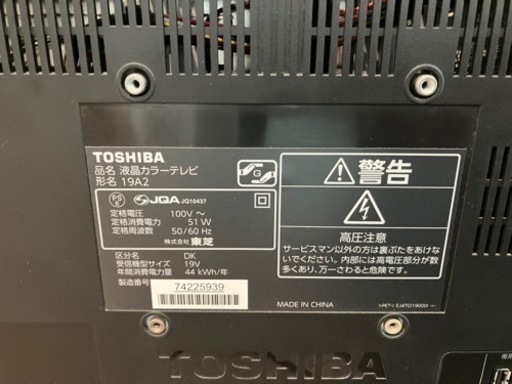 TOSHIBA
品名 液晶カラーテレビ
形名 19A2
G
PS
E
JQA JQ10437
定格電圧 100V ～
定格消費電力 51 W
定格周波数 50/60 Hz
株式会社 東芝
区分名 DK
受信機型サイズ 19V
年間消費電力量 44 kWh/年
製造番号 74225939
警告
高圧注意
サービスマン以外の方は裏ぶたをあけな
いでください。内部には高電圧部分が数
多くあり、万一さわると危険です。
MADE IN CHINA
TOSHIBA